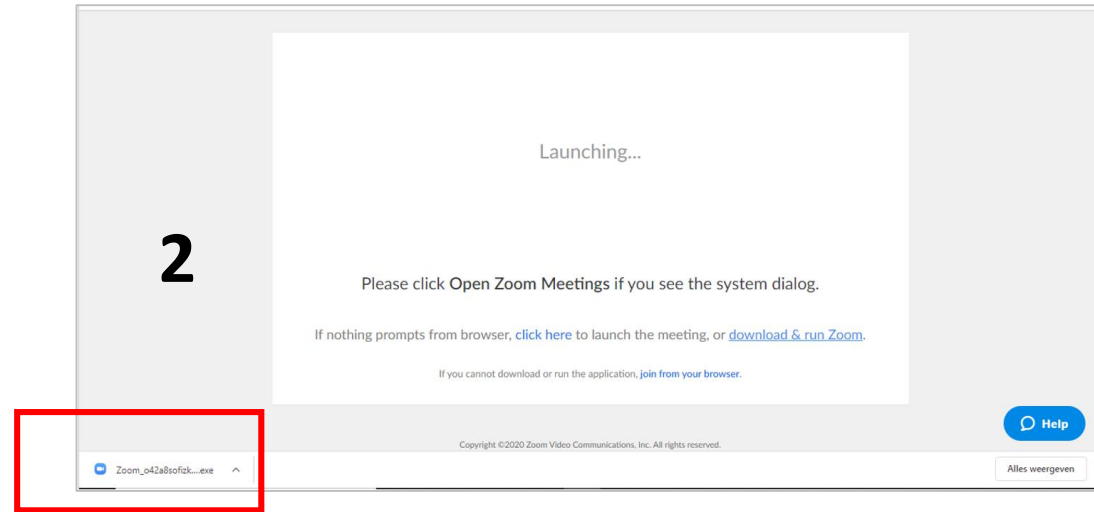 Launching...
2
Please click Open Zoom Meetings if you see the system dialog.
If nothing prompts from browser, click here to launch the meeting, or download & run Zoom.
If you cannot download or run the application, join from your browser.
Help
Copyright ©2020 Zoom Video Communications, Inc. All rights reserved.
Zoom_o42a8sofizk....exe
Alles weergeven